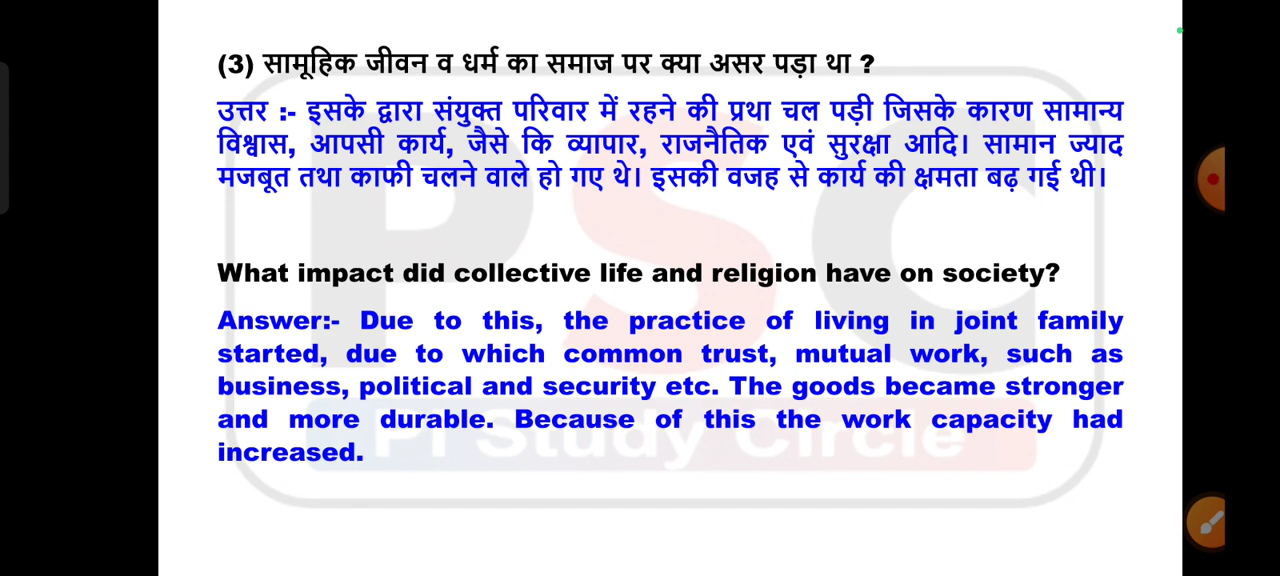 (3) सामूहिक जीवन व धर्म का समाज पर क्या असर पड़ा था ?
उत्तर :- इसके द्वारा संयुक्त परिवार में रहने की प्रथा चल पड़ी जिसके कारण सामान्य
विश्वास, आपसी कार्य, जैसे कि व्यापार, राजनैतिक एवं सुरक्षा आदि। सामान ज्याद
मजबूत तथा काफी चलने वाले हो गए थे। इसकी वजह से कार्य की क्षमता बढ़ गई थी।
What impact did collective life and religion have on society?
Answer:- Due to this, the practice of living in joint family
started, due to which common trust, mutual work, such as
business, political and security etc. The goods became stronger
and more durable. Because of this the work capacity had
increased.
PSC
PI Study Circle